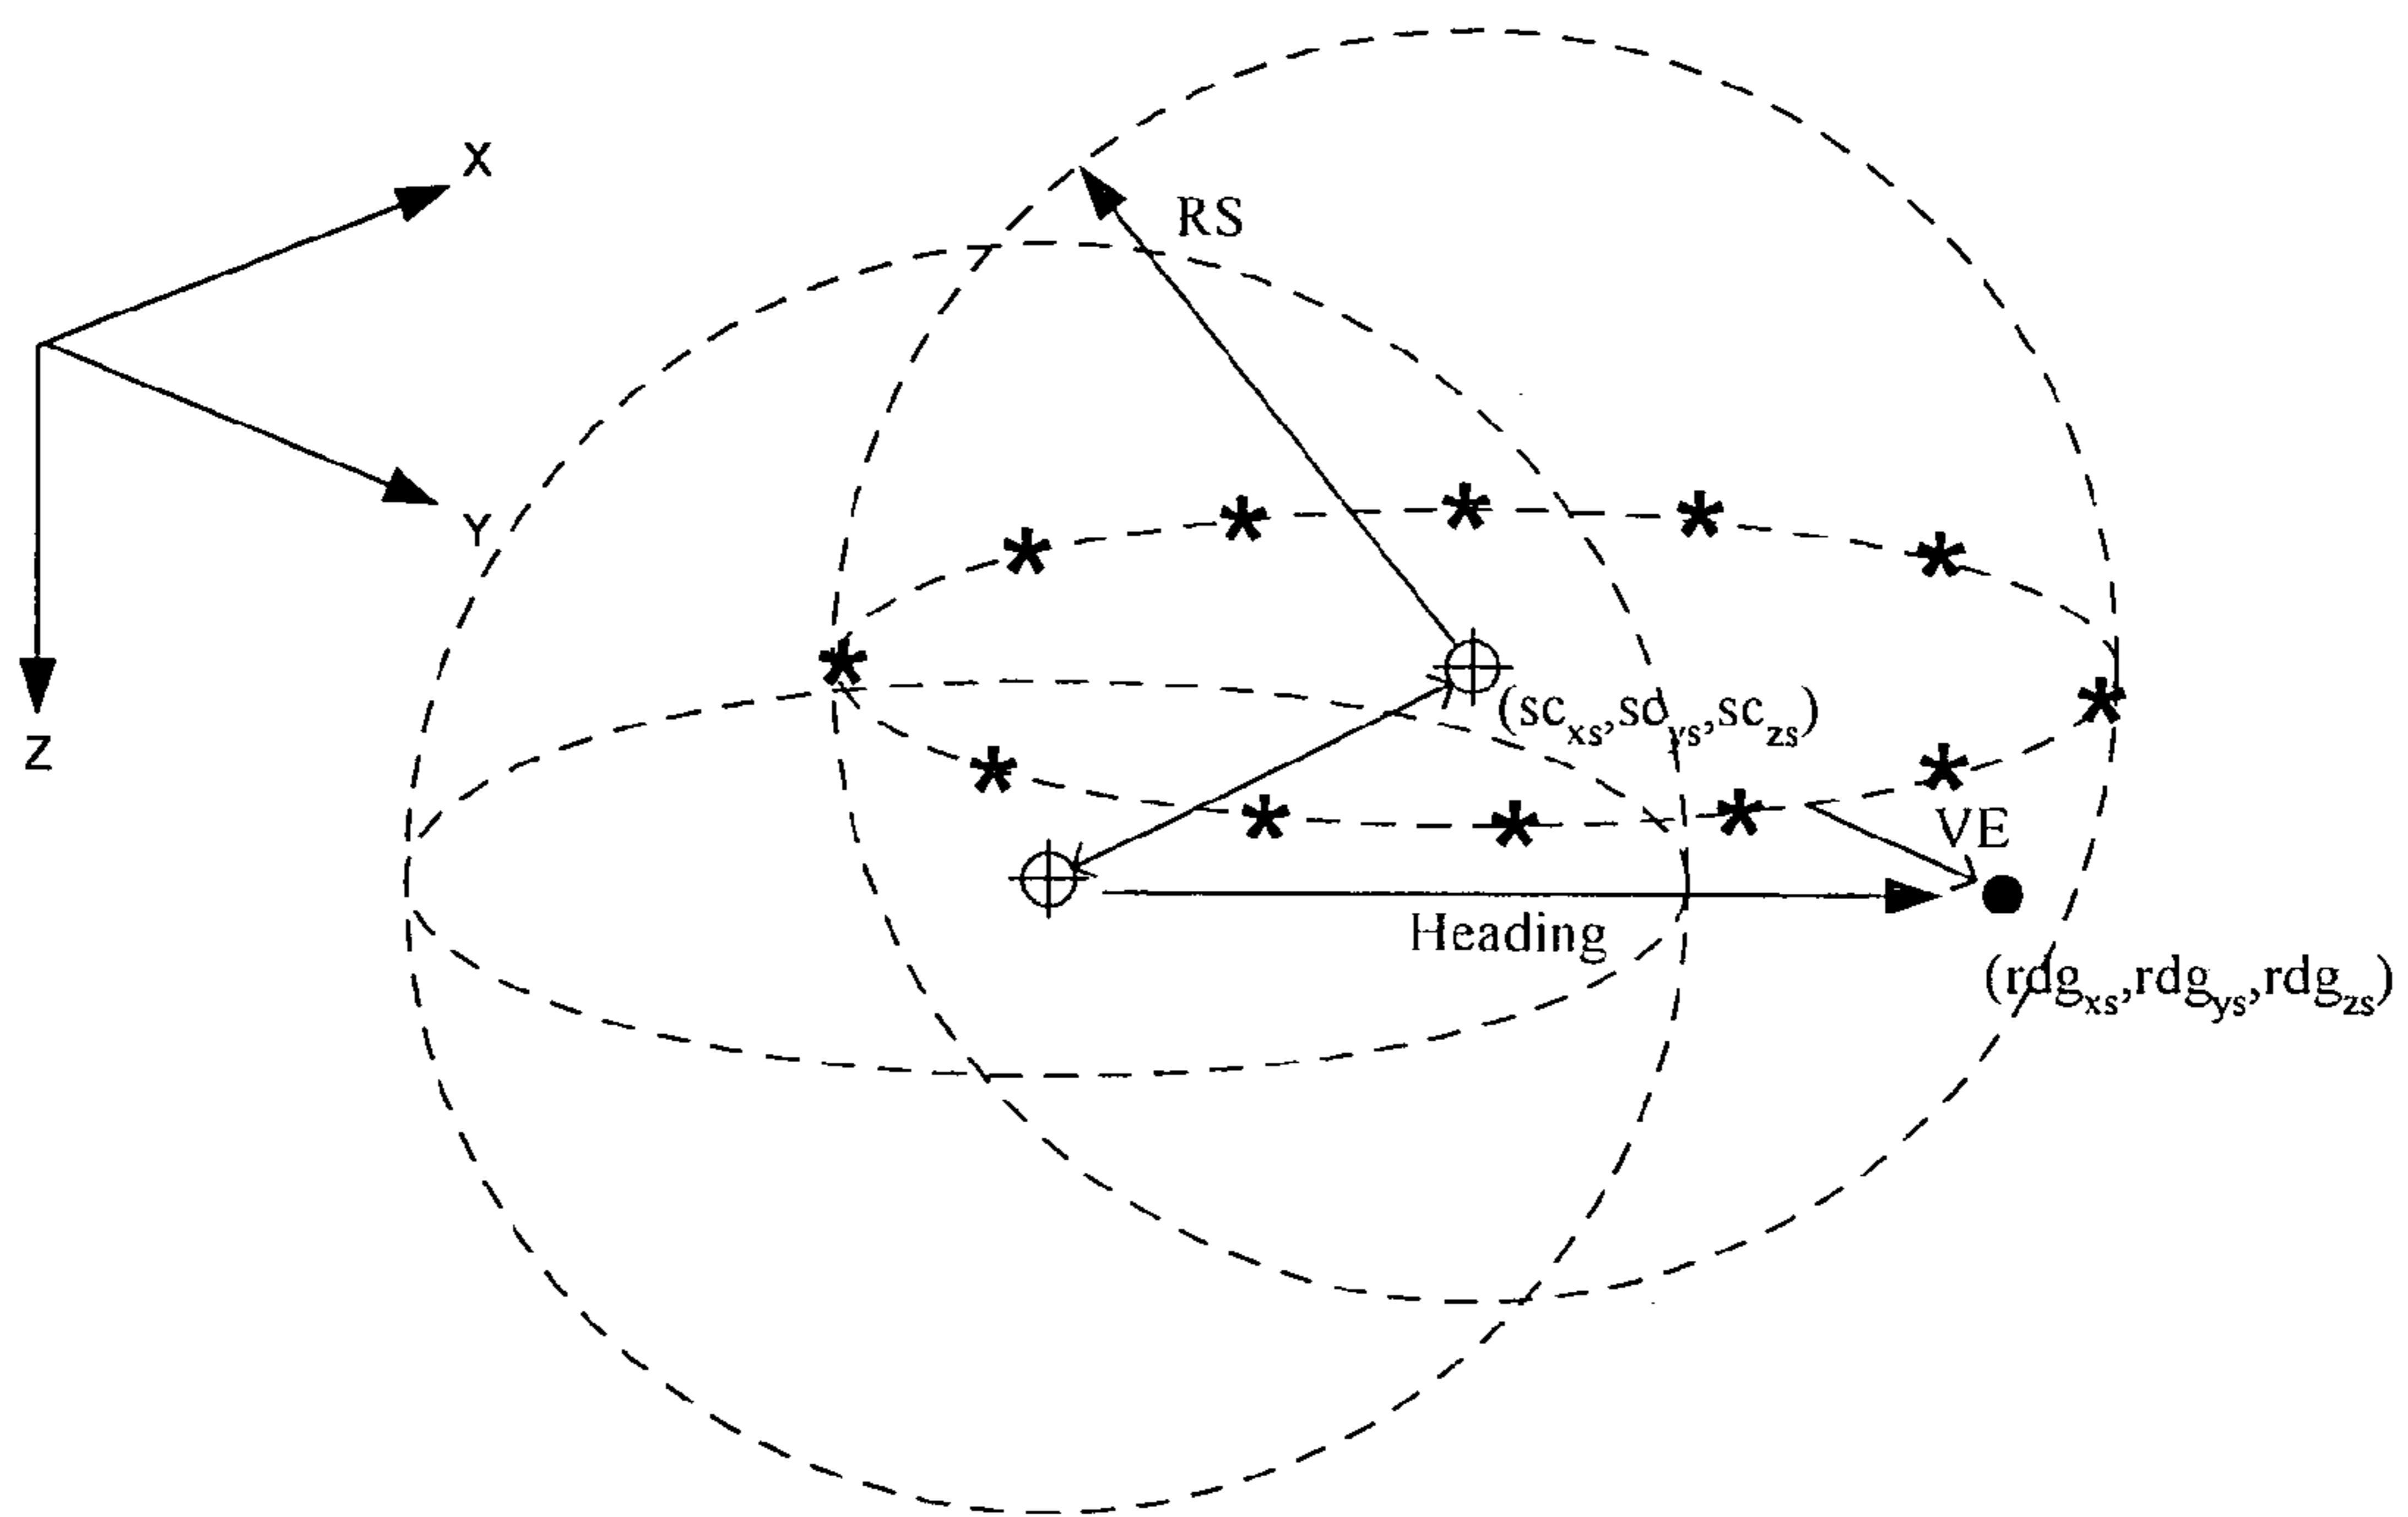 X
RS
Y
(sc_xs,sc_ys,sc_zs)
Z
VE
Heading
(rdg_xs,rdg_ys,rdg_zs)